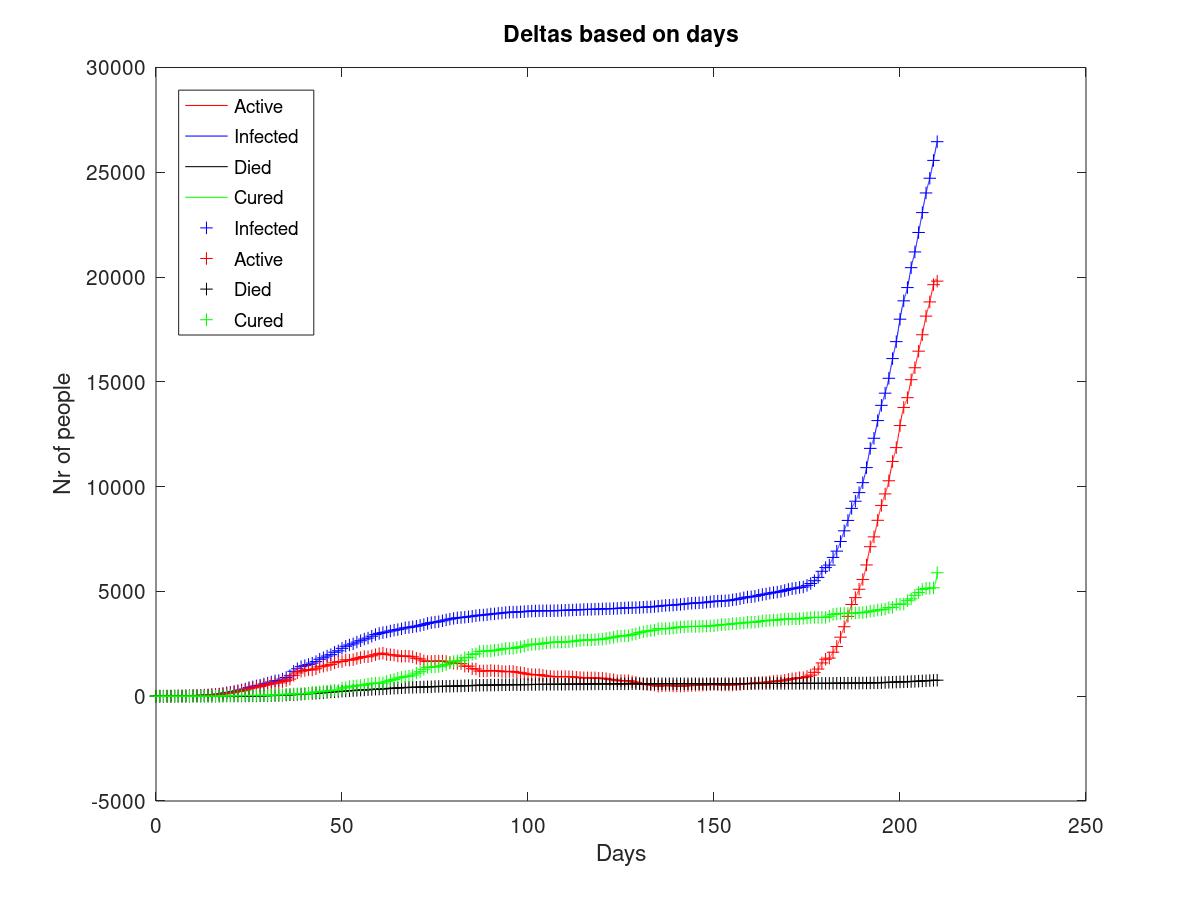 Deltas based on days
30000
25000
20000
15000
10000
5000
0
-5000
Nr of people
Active
Infected
Died
Cured
Infected
Active
Died
Cured
0 50 100 150 200 250
Days